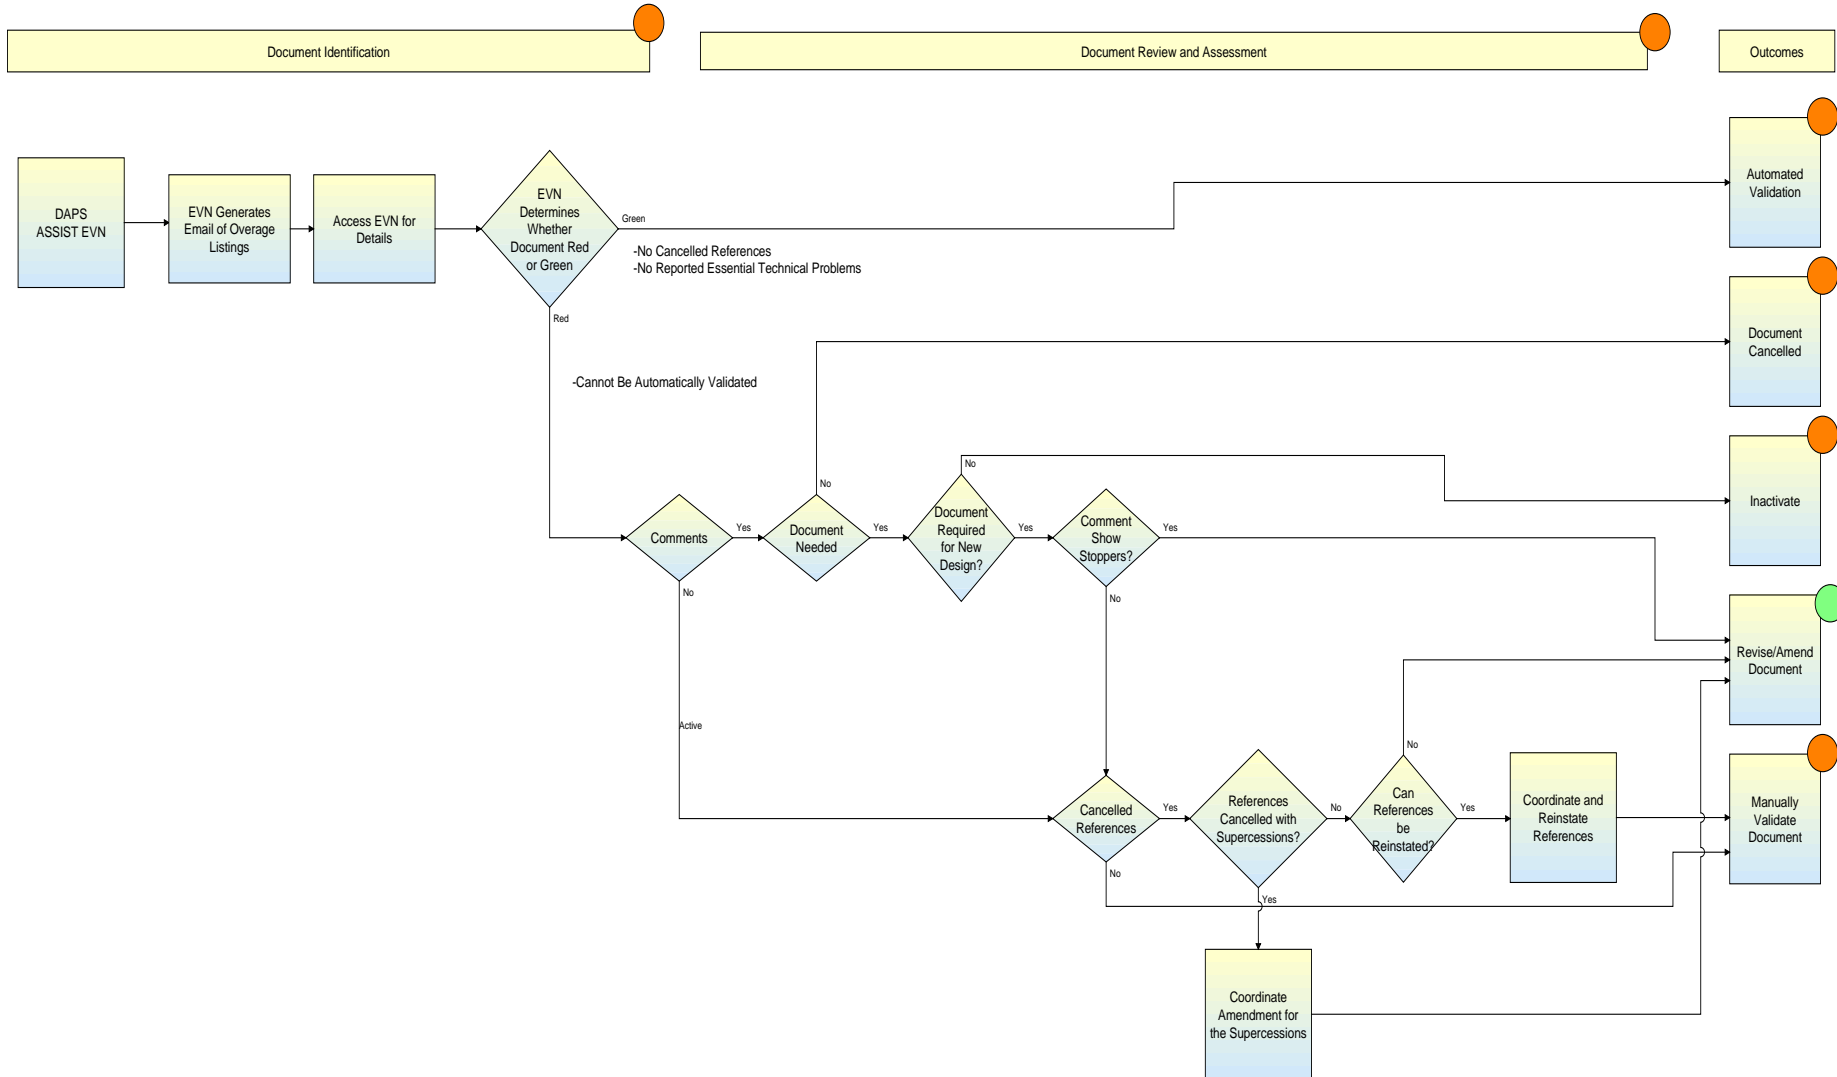 Document Identification
Document Review and Assessment
Outcomes
DAPS
ASSIST EVN
EVN Generates
Email of Overage
Listings
Access EVN for
Details
EVN
Determines
Whether
Document Red
or Green
Green
-No Cancelled References
-No Reported Essential Technical Problems
Automated
Validation
Red
-Cannot Be Automatically Validated
Document
Cancelled
Comments
Yes
No
Active
Document
Needed
No
Yes
Document
Required
for New
Design?
No
Yes
Inactivate
Comment
Show
Stoppers?
Yes
No
Revise/Amend
Document
Cancelled
References
Yes
No
References
Cancelled with
Supercessions?
No
Yes
Can
References
be
Reinstated?
No
Yes
Coordinate and
Reinstate
References
Manually
Validate
Document
Coordinate
Amendment for
the Supercessions